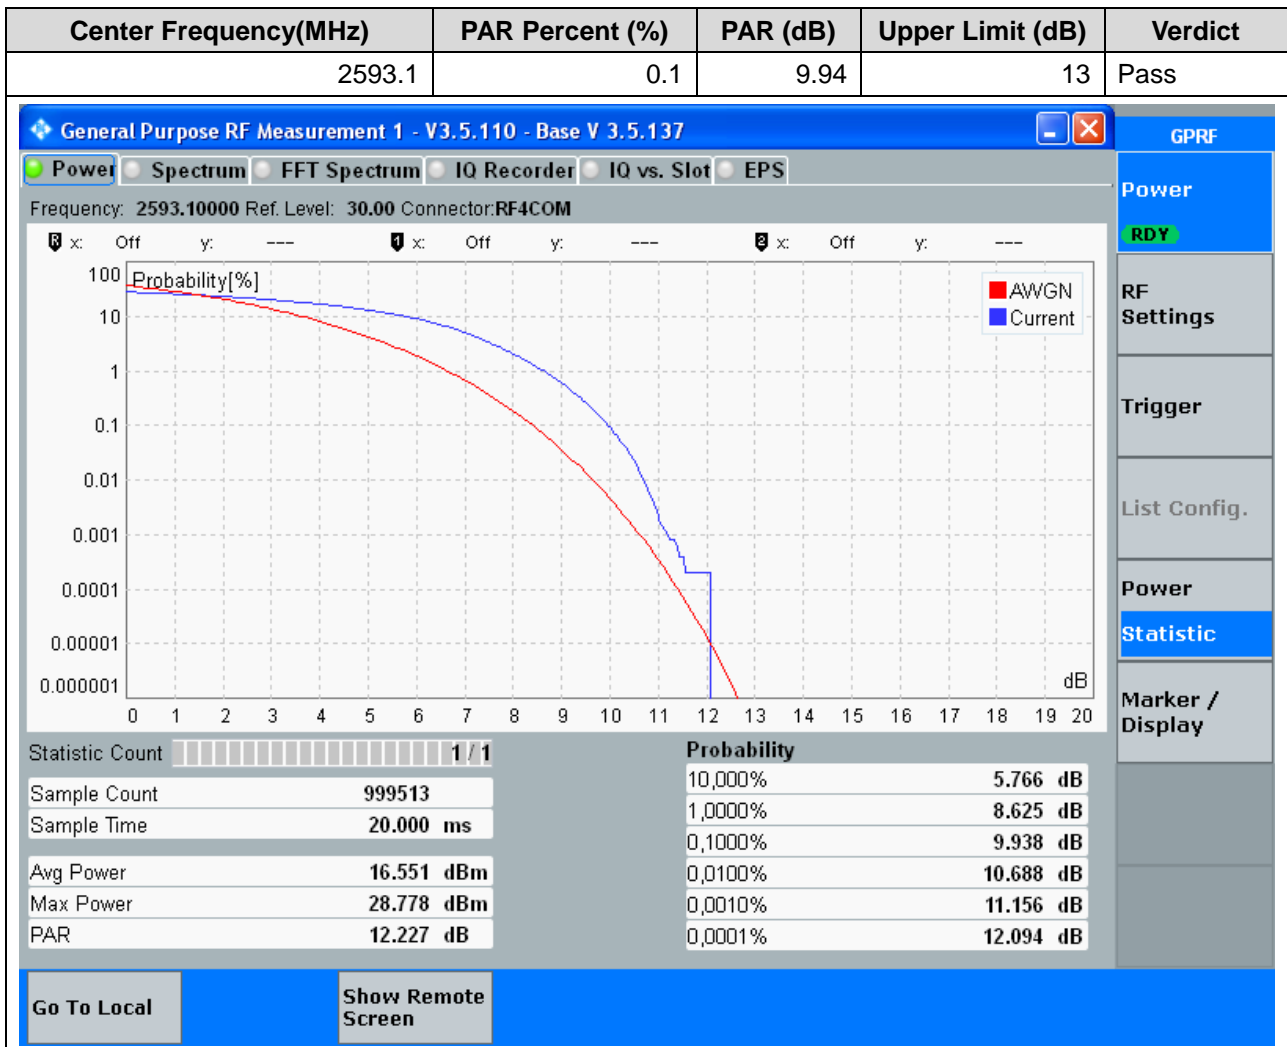 Center Frequency(MHz) PAR Percent (%) PAR (dB) Upper Limit (dB) Verdict
2593.1 0.1 9.94 13 Pass
General Purpose RF Measurement 1 - V3.5.110 - Base V 3.5.137
GPRF
Power Spectrum FFT Spectrum IQ Recorder IQ vs. Slot EPS
Power
RDY
Frequency: 2593.10000 Ref. Level: 30.00 Connector:RF4COM
R x: Off y: --- 1 x: Off y: --- 2 x: Off y: ---
Probability[%]
AWGN
Current
100
10
1
0.1
0.01
0.001
0.0001
0.00001
0.000001
dB
0 1 2 3 4 5 6 7 8 9 10 11 12 13 14 15 16 17 18 19 20
RF
Settings
Trigger
List Config.
Power
Statistic
Marker /
Display
Statistic Count 1 / 1
Sample Count 999513
Sample Time 20.000 ms
Avg Power 16.551 dBm
Max Power 28.778 dBm
PAR 12.227 dB
Probability
10,000% 5.766 dB
1,0000% 8.625 dB
0,1000% 9.938 dB
0,0100% 10.688 dB
0,0010% 11.156 dB
0,0001% 12.094 dB
Go To Local
Show Remote
Screen